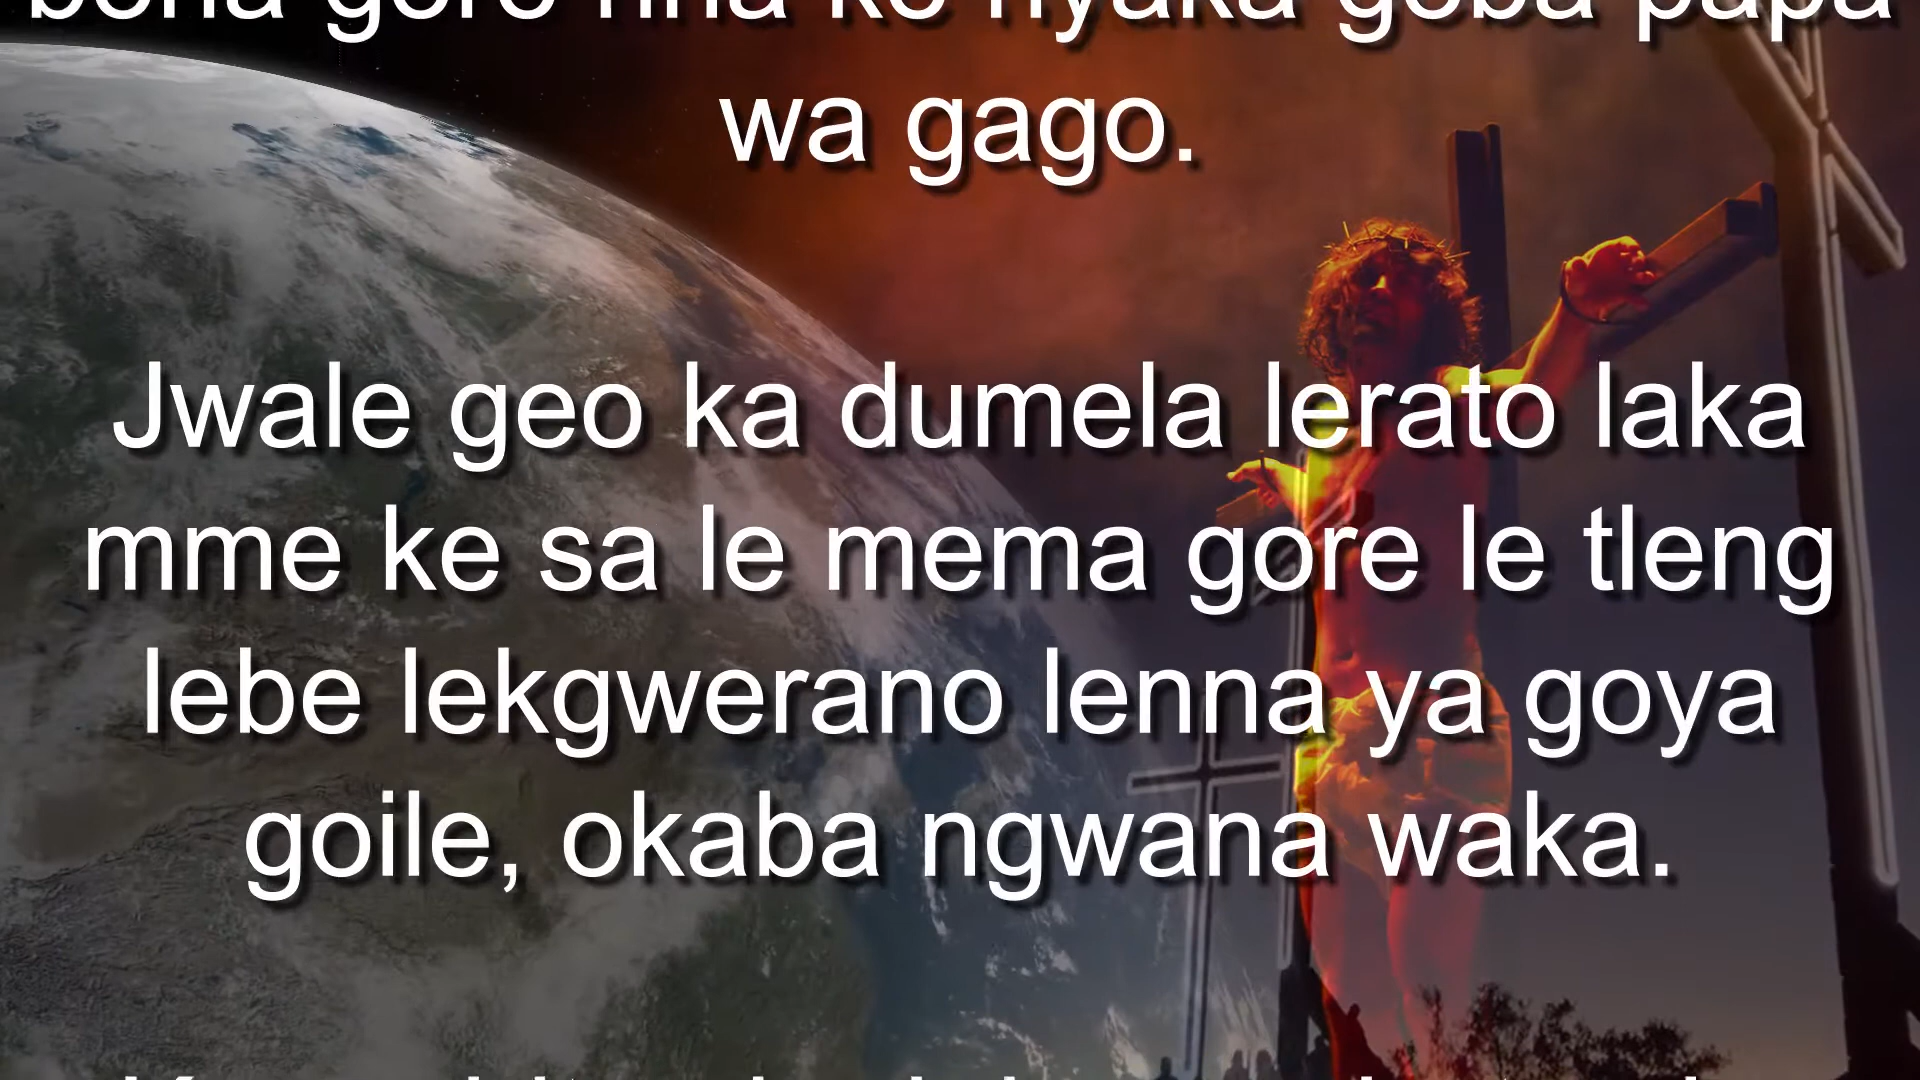 bona gore nna ke nyaka goba papa
wa gago.
Jwale geo ka dumela lerato laka
mme ke sa le mema gore le tleng
lebe lekgwerano lenna ya goya
goile, okaba ngwana waka.